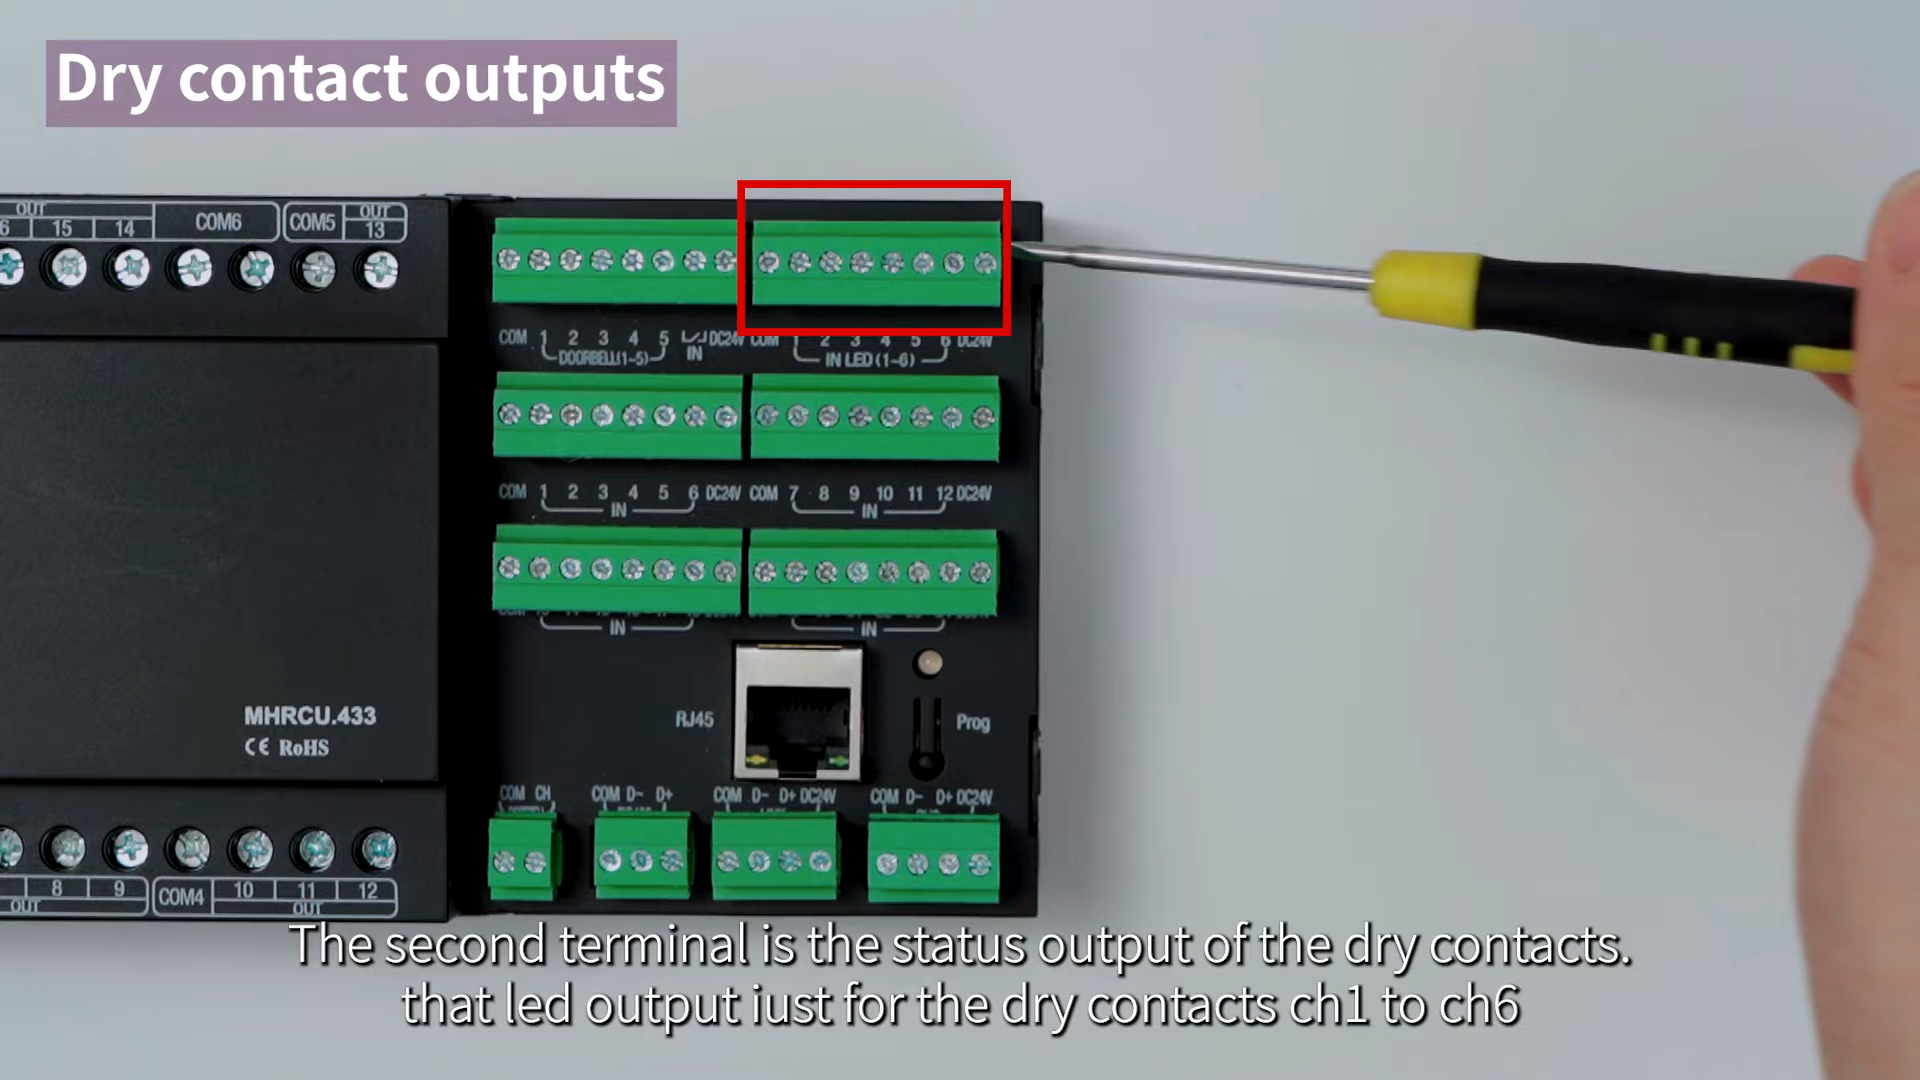 Dry contact outputs
OUT
6 15 14 COM6 COM5 OUT 13
COM 1 2 3 4 5 IN DC24V COM 1 2 3 4 5 6 DC24V
DOORBELL(1~5) IN LED(1~6)
COM 1 2 3 4 5 6 DC24V COM 7 8 9 10 11 12 DC24V
IN IN
IN IN
MHRCU.433
CE RoHS
RJ45 Prog
COM CH COM D- D+ COM D- D+ DC24V COM D- D+ DC24V
8 9 COM4 10 11 12
OUT OUT
The second terminal is the status output of the dry contacts.
that led output iust for the dry contacts ch1 to ch6